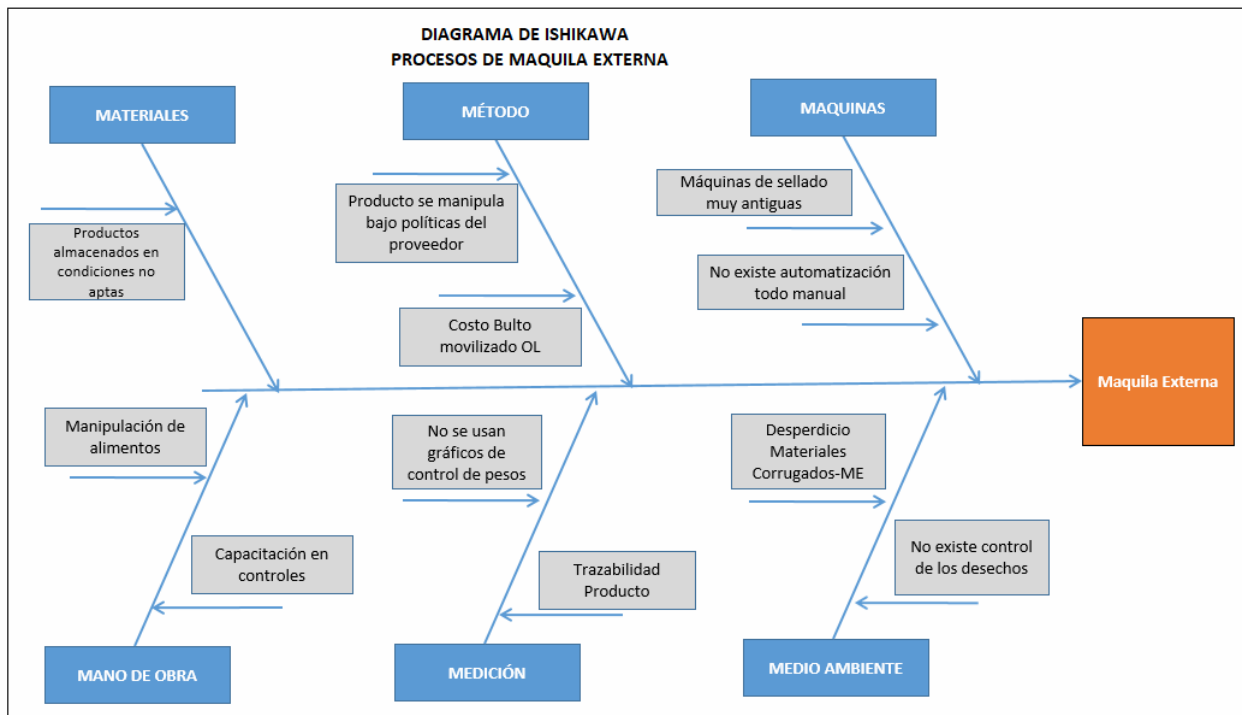 DIAGRAMA DE ISHIKAWA
PROCESOS DE MAQUILA EXTERNA
MATERIALES
MÉTODO
MAQUINAS
Productos
almacenados en
condiciones no
aptas
Producto se manipula
bajo políticas del
proveedor
Costo Bulto
movilizado OL
Máquinas de sellado
muy antiguas
No existe automatización
todo manual
Maquila Externa
Manipulación de
alimentos
Capacitación en
controles
No se usan
gráficos de
control de pesos
Trazabilidad
Producto
Desperdicio
Materiales
Corrugados-ME
No existe control
de los desechos
MANO DE OBRA
MEDICIÓN
MEDIO AMBIENTE